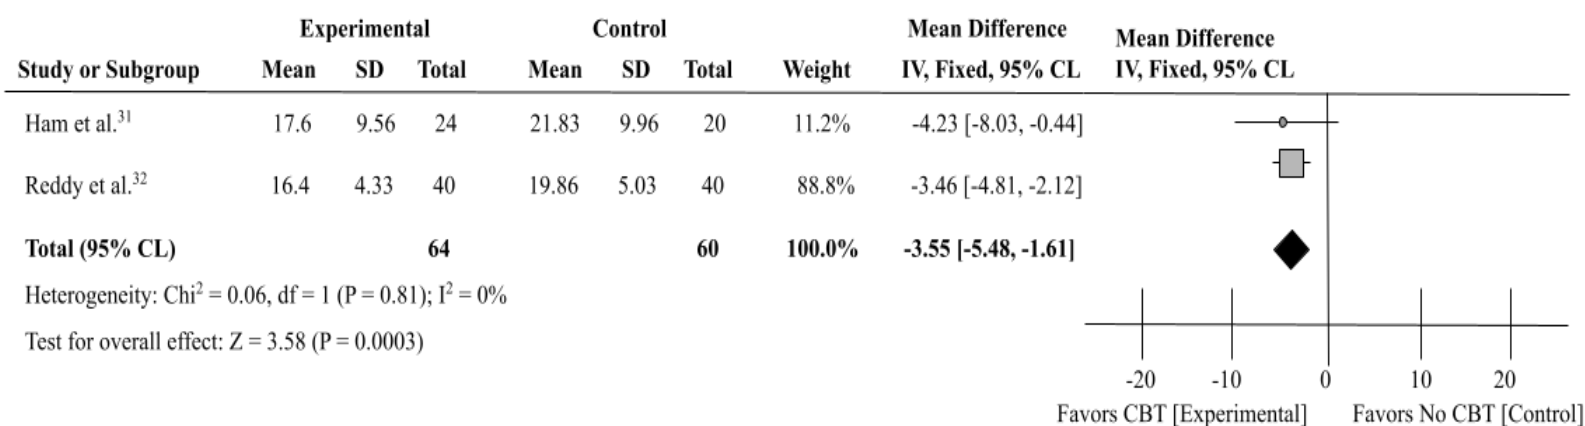 Experimental Control Mean Difference Mean Difference
Study or Subgroup Mean SD Total Mean SD Total Weight IV, Fixed, 95% CL IV, Fixed, 95% CL
Ham et al.31 17.6 9.56 24 21.83 9.96 20 11.2% -4.23 [-8.03, -0.44]
Reddy et al.32 16.4 4.33 40 19.86 5.03 40 88.8% -3.46 [-4.81, -2.12]
Total (95% CL) 64 60 100.0% -3.55 [-5.48, -1.61]
Heterogeneity: Chi2 = 0.06, df = 1 (P = 0.81); I2 = 0%
Test for overall effect: Z = 3.58 (P = 0.0003)
-20 -10 0 10 20
Favors CBT [Experimental] Favors No CBT [Control]